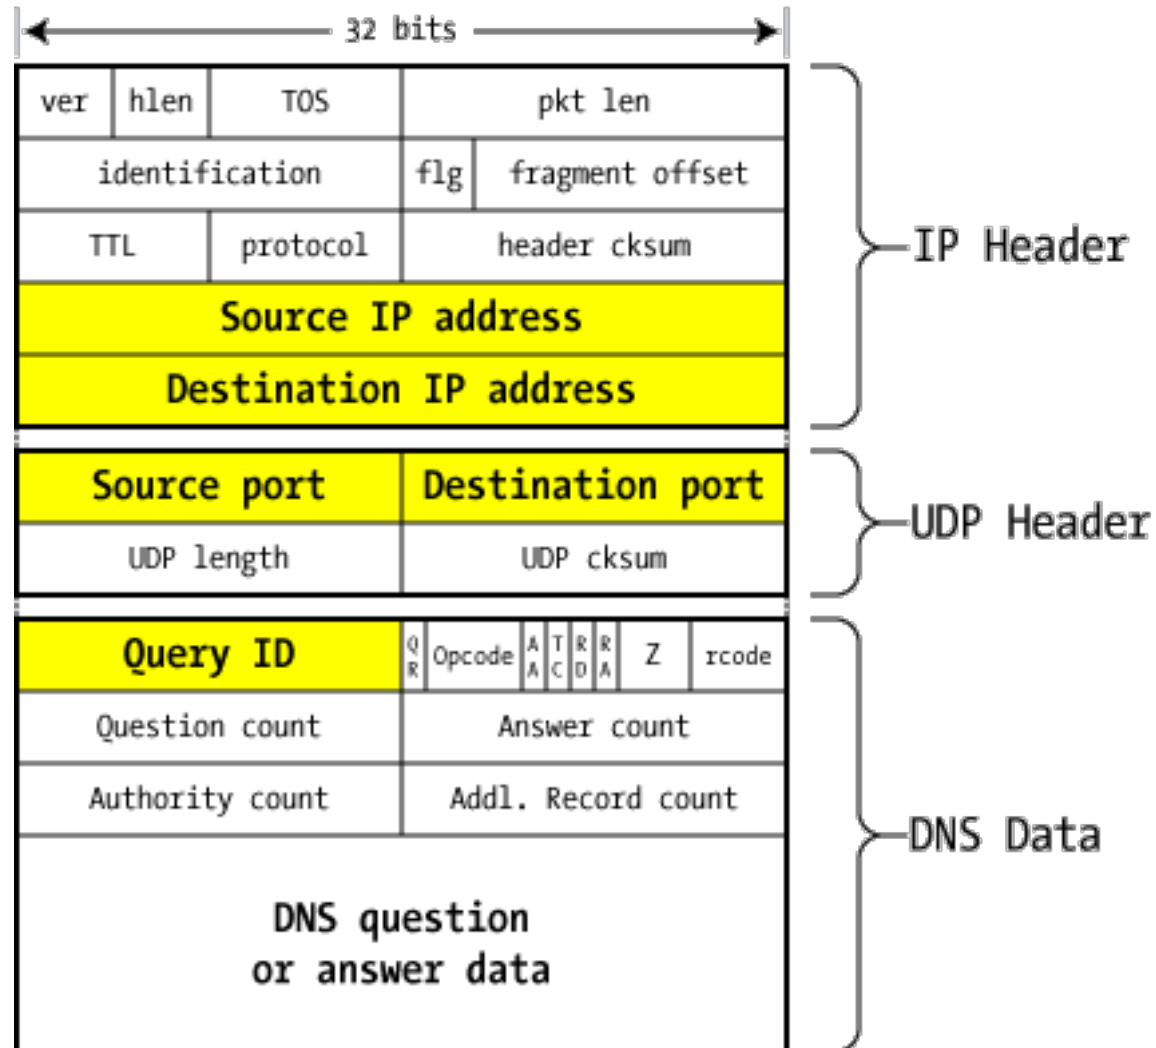 32 bits
ver hlen TOS pkt len
identification flg fragment offset
TTL protocol header cksum
Source IP address
Destination IP address
IP Header
Source port Destination port
UDP length UDP cksum
UDP Header
Query ID QR Opcode AA TC RD RA Z rcode
Question count Answer count
Authority count Addl. Record count
DNS question
or answer data
DNS Data